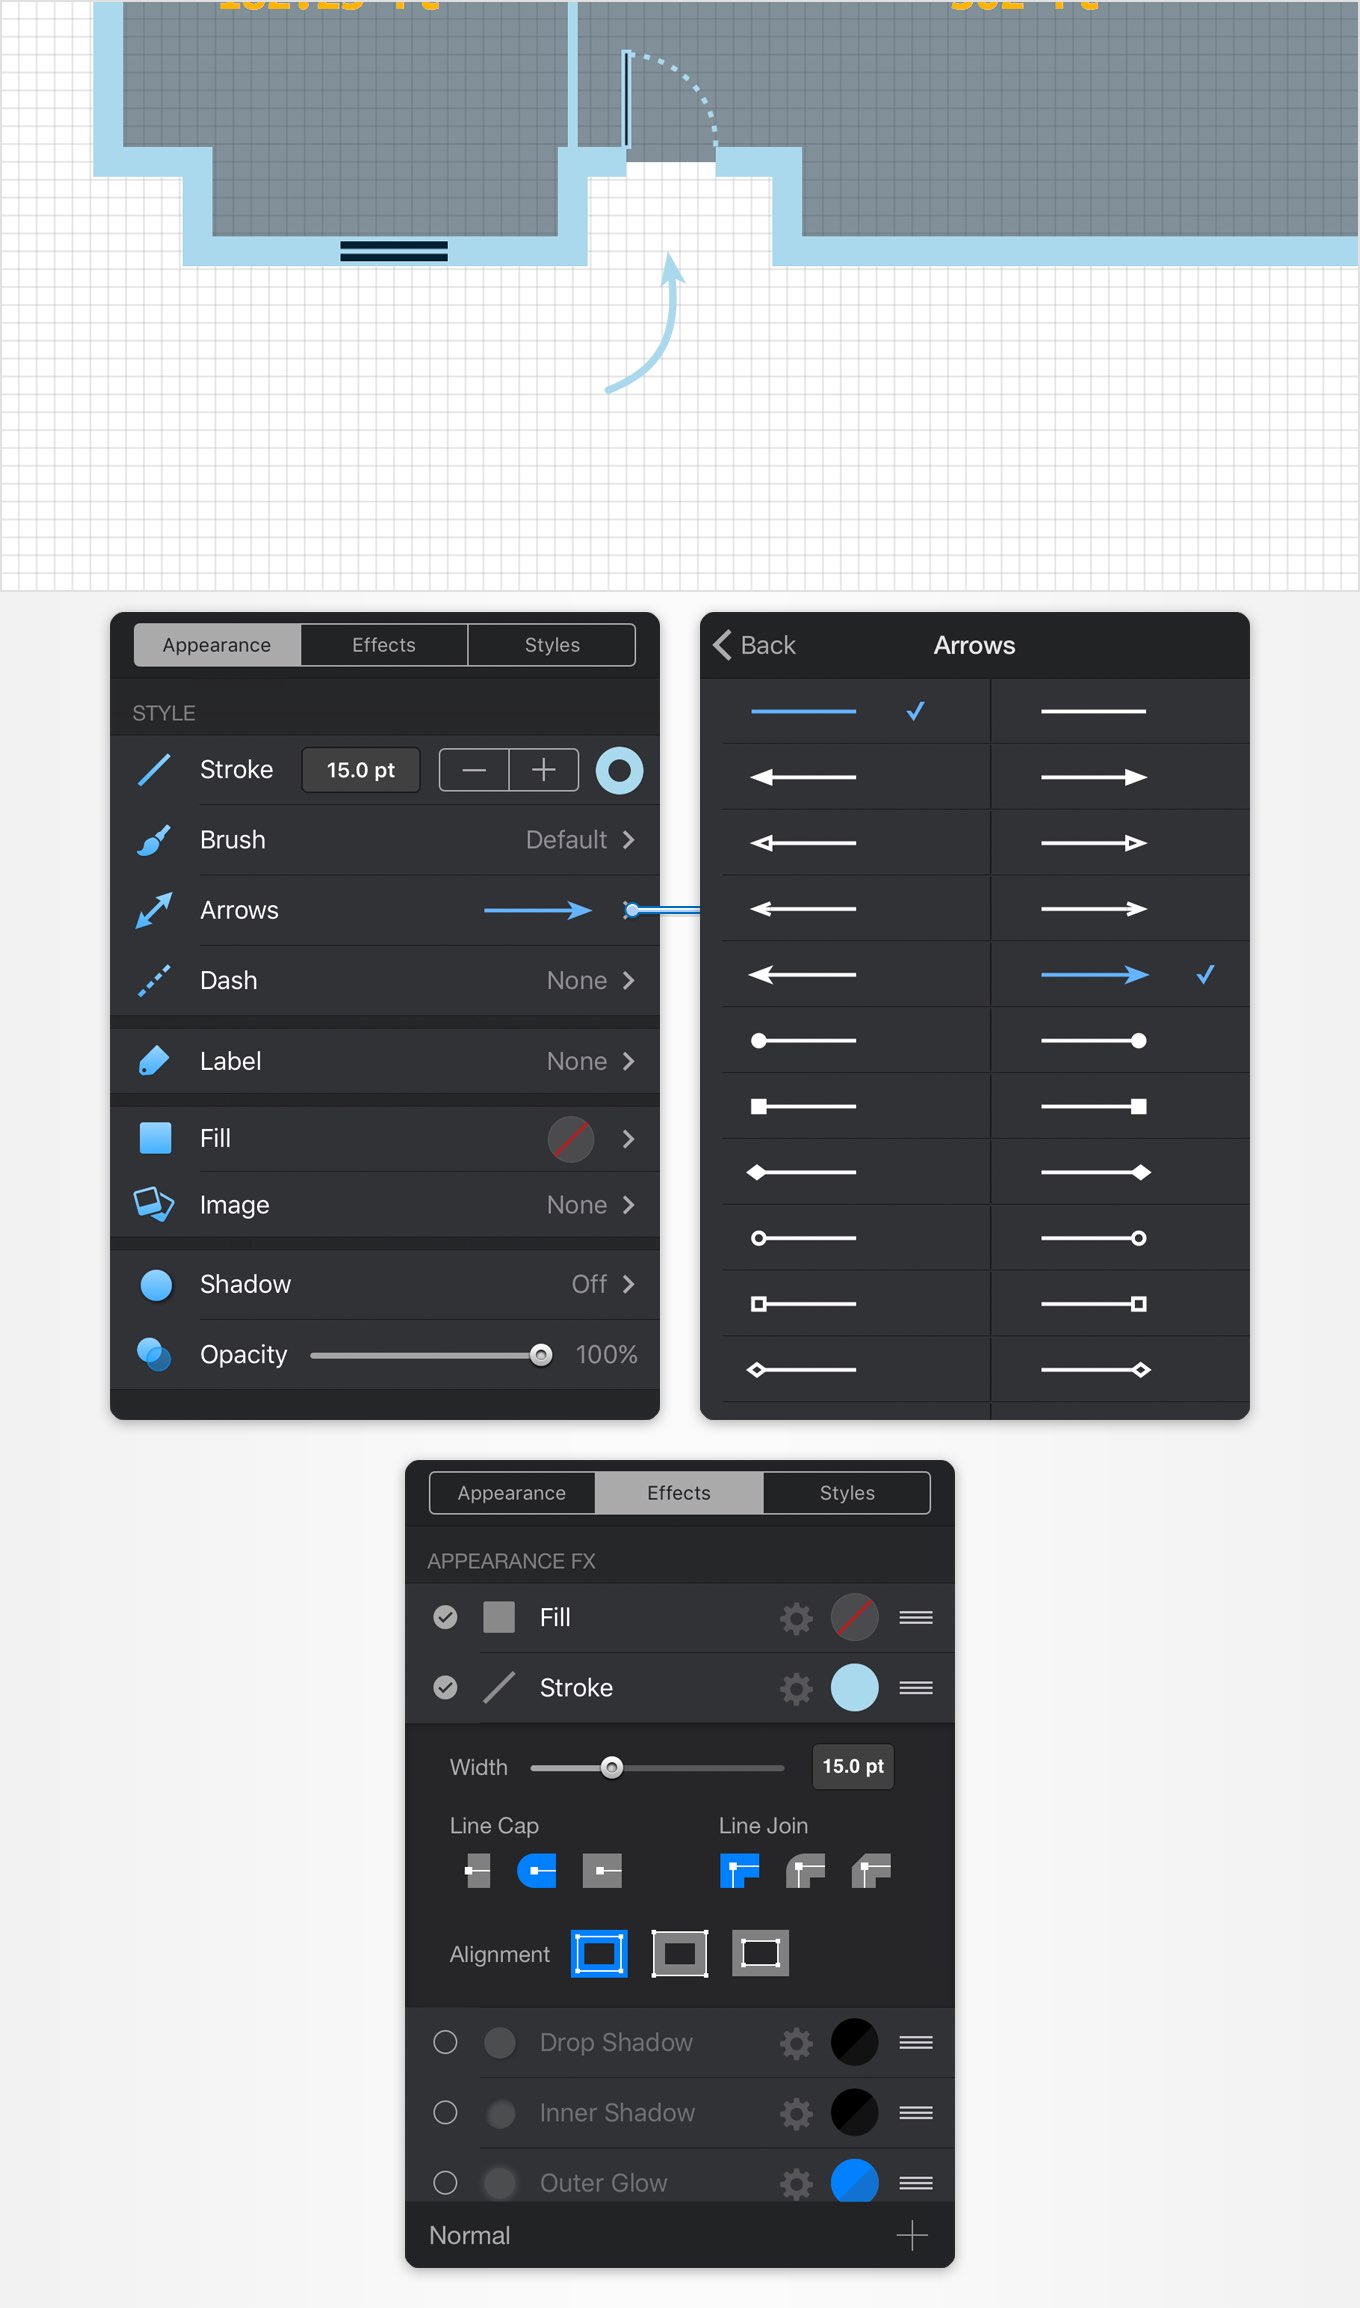 Appearance
Effects
Styles
STYLE
Stroke
15.0 pt
Brush
Default
Arrows
Dash
None
Label
None
Fill
Image
None
Shadow
Off
Opacity
100%
Back
Arrows
Appearance
Effects
Styles
APPEARANCE FX
Fill
Stroke
Width
15.0 pt
Line Cap
Line Join
Alignment
Drop Shadow
Inner Shadow
Outer Glow
Normal